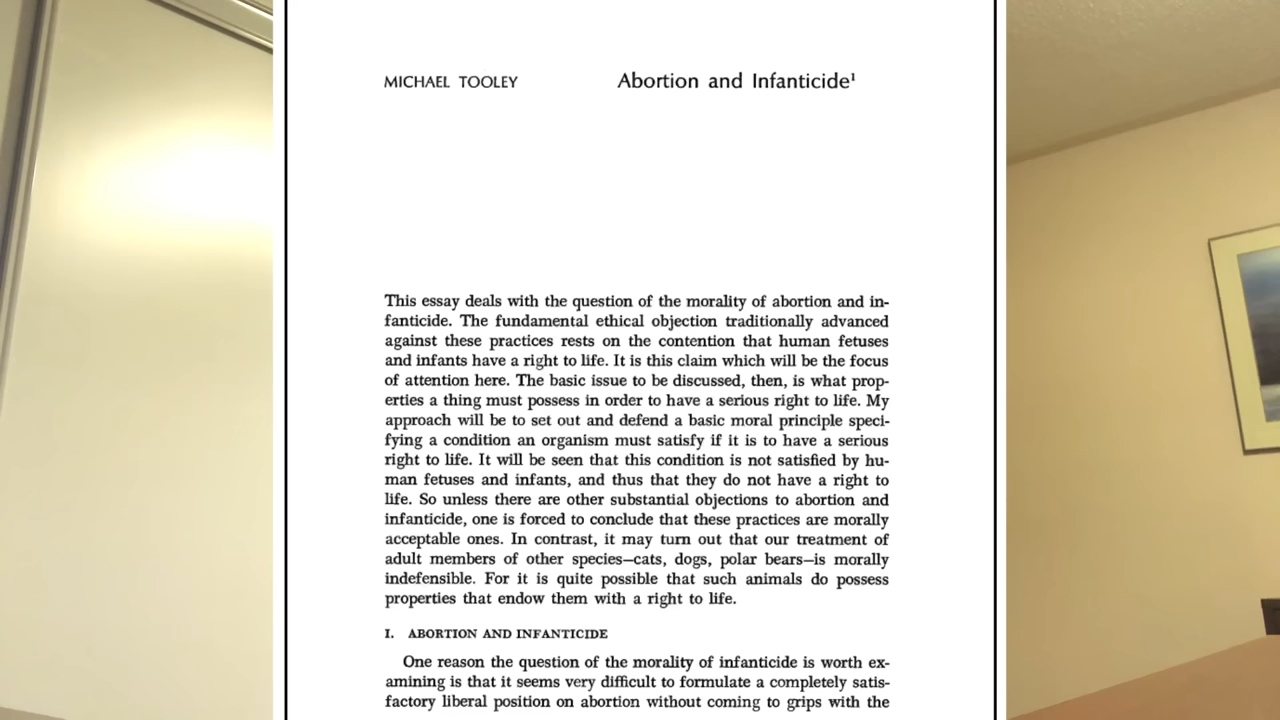 MICHAEL TOOLEY Abortion and Infanticide¹
This essay deals with the question of the morality of abortion and in-
fanticide. The fundamental ethical objection traditionally advanced
against these practices rests on the contention that human fetuses
and infants have a right to life. It is this claim which will be the focus
of attention here. The basic issue to be discussed, then, is what prop-
erties a thing must possess in order to have a serious right to life. My
approach will be to set out and defend a basic moral principle speci-
fying a condition an organism must satisfy if it is to have a serious
right to life. It will be seen that this condition is not satisfied by hu-
man fetuses and infants, and thus that they do not have a right to
life. So unless there are other substantial objections to abortion and
infanticide, one is forced to conclude that these practices are morally
acceptable ones. In contrast, it may turn out that our treatment of
adult members of other species—cats, dogs, polar bears—is morally
indefensible. For it is quite possible that such animals do possess
properties that endow them with a right to life.
I. ABORTION AND INFANTICIDE
One reason the question of the morality of infanticide is worth ex-
amining is that it seems very difficult to formulate a completely satis-
factory liberal position on abortion without coming to grips with the